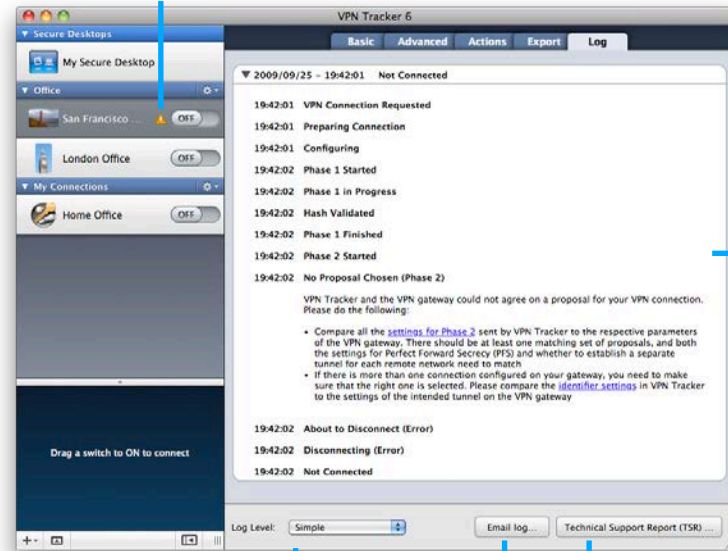 VPN Tracker 6
Secure Desktops
My Secure Desktop
Office
San Francisco ...
OFF
London Office
OFF
My Connections
Home Office
OFF
Drag a switch to ON to connect
Basic Advanced Actions Export Log
2009/09/25 - 19:42:01 Not Connected
19:42:01 VPN Connection Requested
19:42:01 Preparing Connection
19:42:01 Configuring
19:42:02 Phase 1 Started
19:42:02 Phase 1 in Progress
19:42:02 Hash Validated
19:42:02 Phase 1 Finished
19:42:02 Phase 2 Started
19:42:02 No Proposal Chosen (Phase 2)
VPN Tracker and the VPN gateway could not agree on a proposal for your VPN connection.
Please do the following:
• Compare all the settings for Phase 2 sent by VPN Tracker to the respective parameters
of the VPN gateway. There should be at least one matching set of proposals, and both
the settings for Perfect Forward Secrecy (PFS) and whether to establish a separate
tunnel for each remote network need to match
• If there is more than one connection configured on your gateway, you need to make
sure that the right one is selected. Please compare the identifier settings in VPN Tracker
to the settings of the intended tunnel on the VPN gateway
19:42:02 About to Disconnect (Error)
19:42:02 Disconnecting (Error)
19:42:02 Not Connected
Log Level: Simple
Email log...
Technical Support Report (TSR) ...